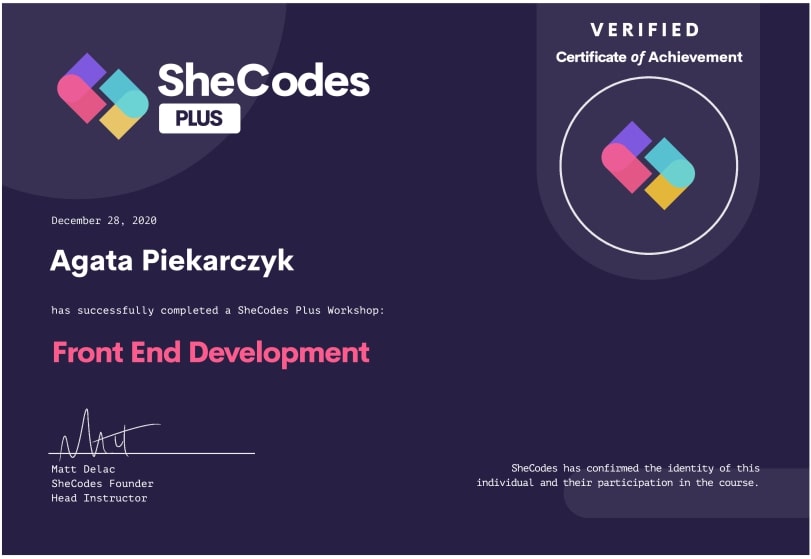 SheCodes
PLUS
VERIFIED
Certificate of Achievement
December 28, 2020
Agata Piekarczyk
has successfully completed a SheCodes Plus Workshop:
Front End Development
Matt Delac
SheCodes Founder
Head Instructor
SheCodes has confirmed the identity of this
individual and their participation in the course.